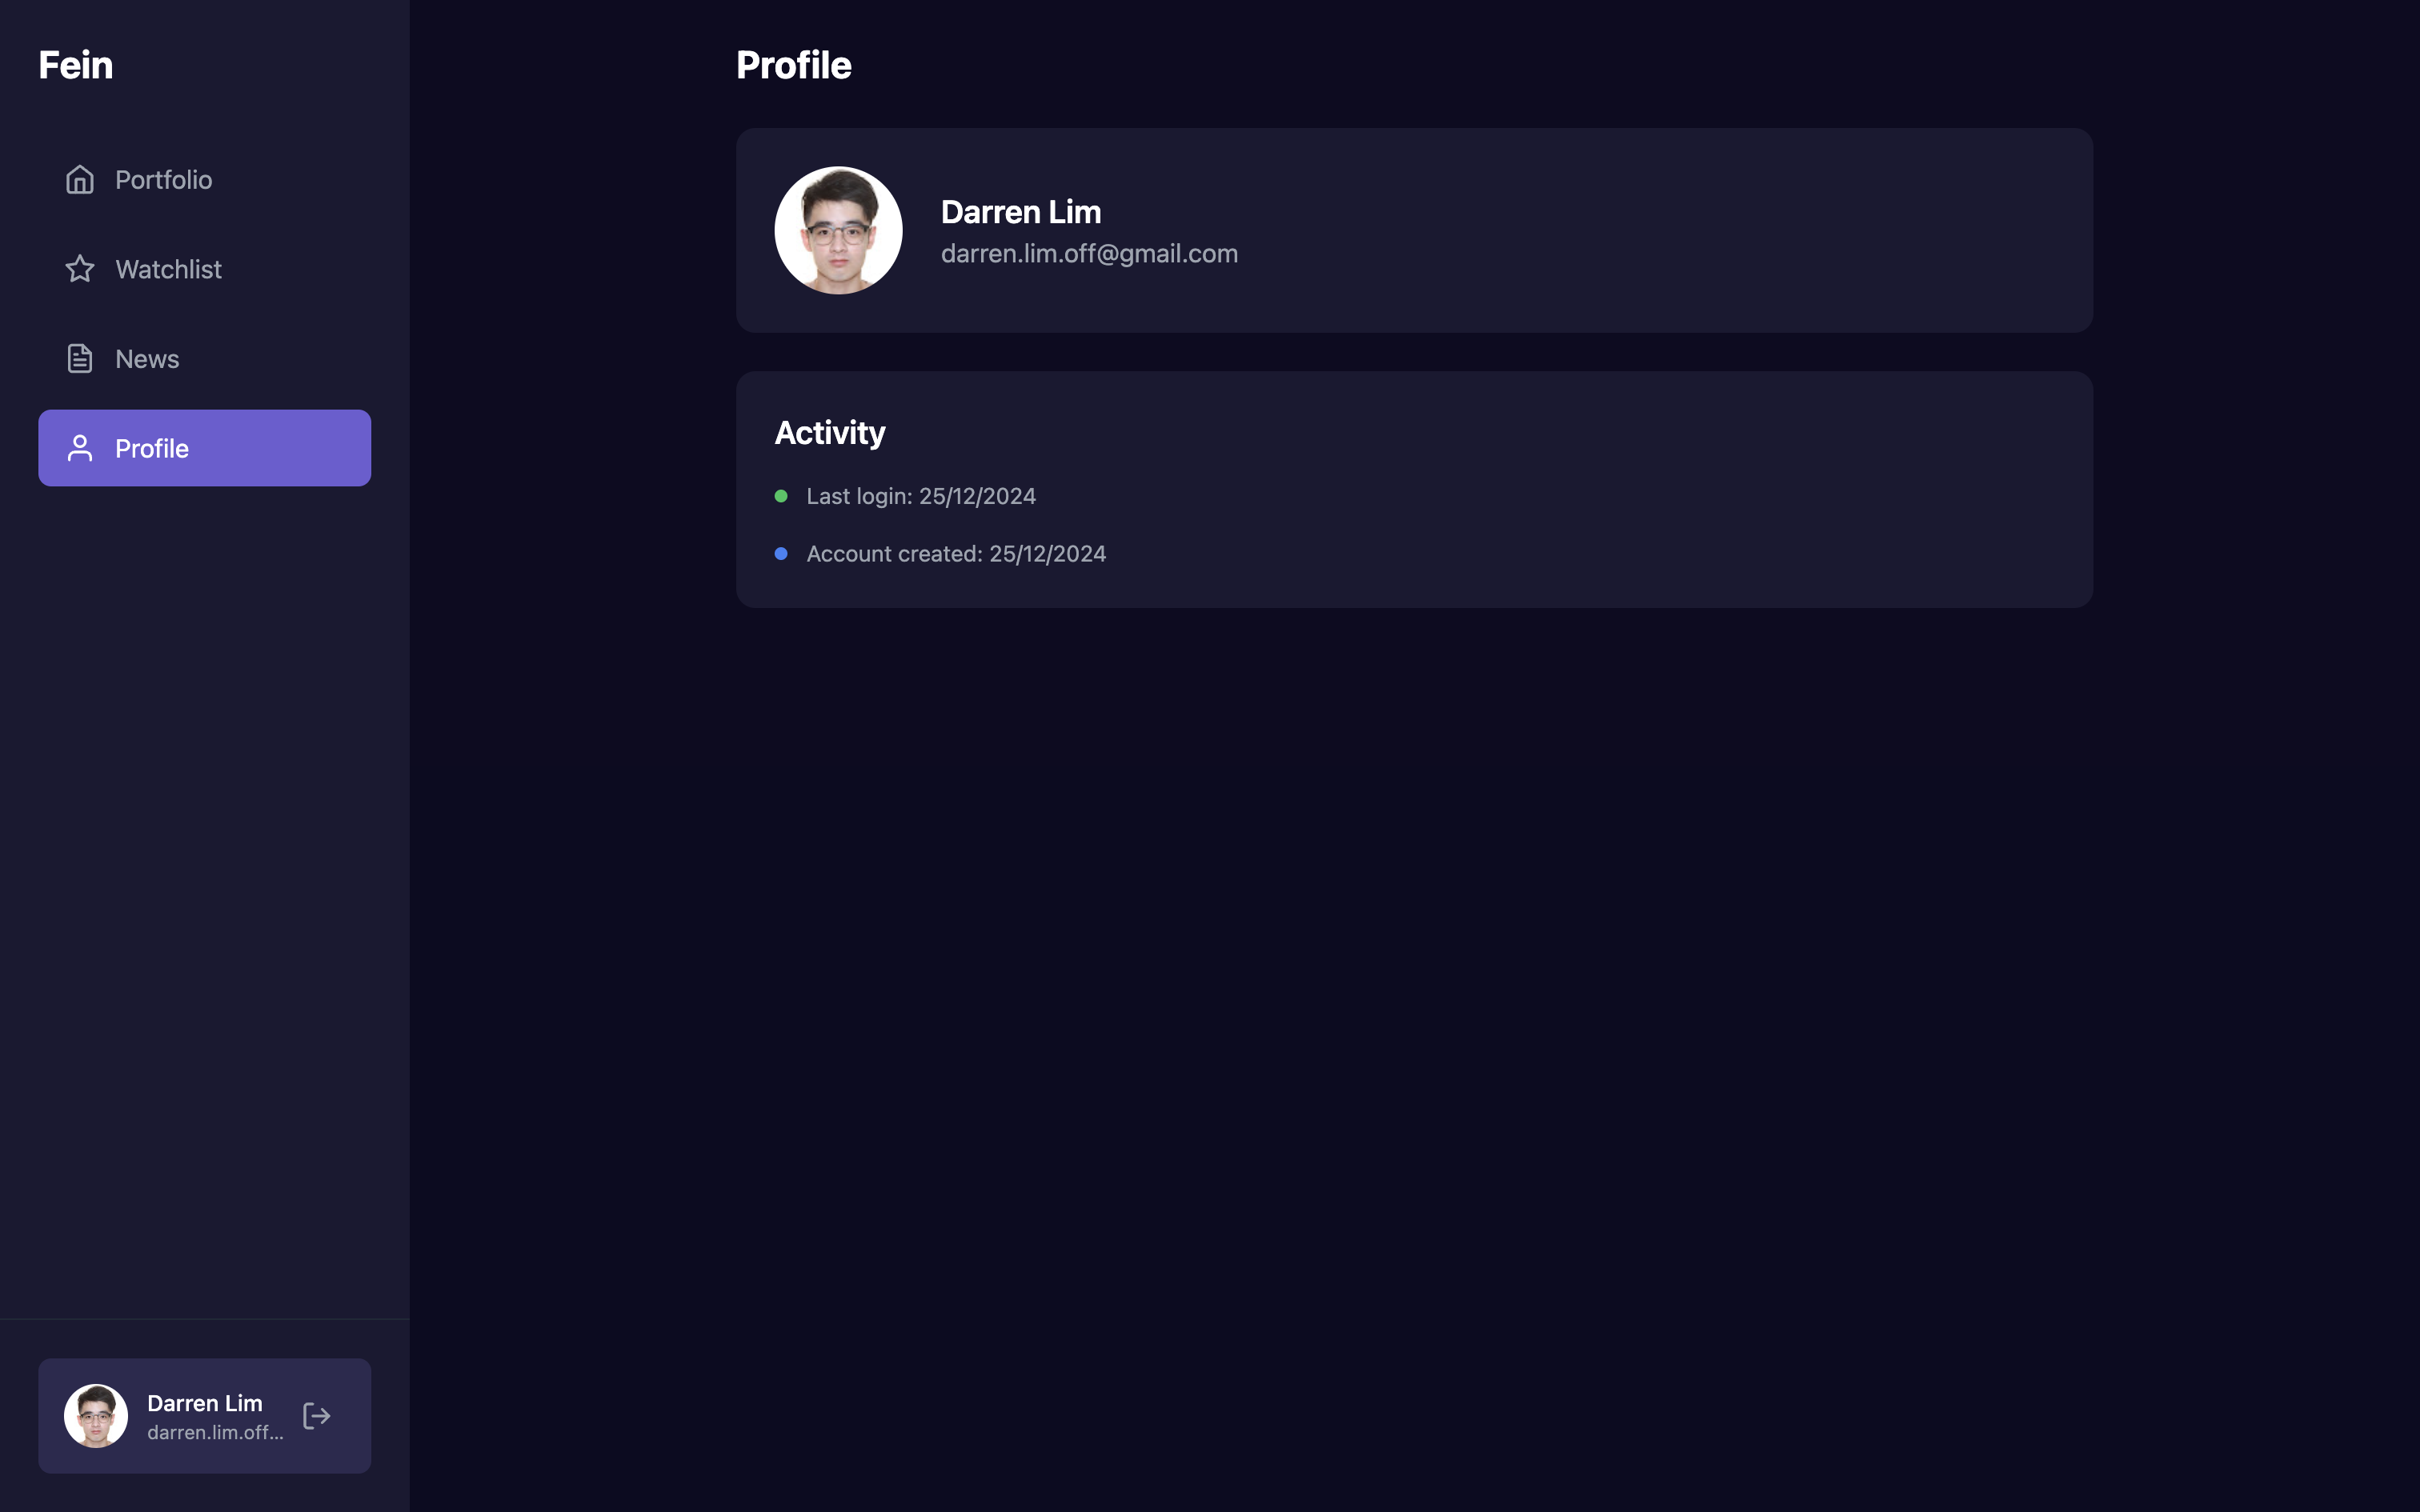 Fein
Portfolio
Watchlist
News
Profile
Darren Lim
darren.lim.off...
Profile
Darren Lim
darren.lim.off@gmail.com
Activity
Last login: 25/12/2024
Account created: 25/12/2024